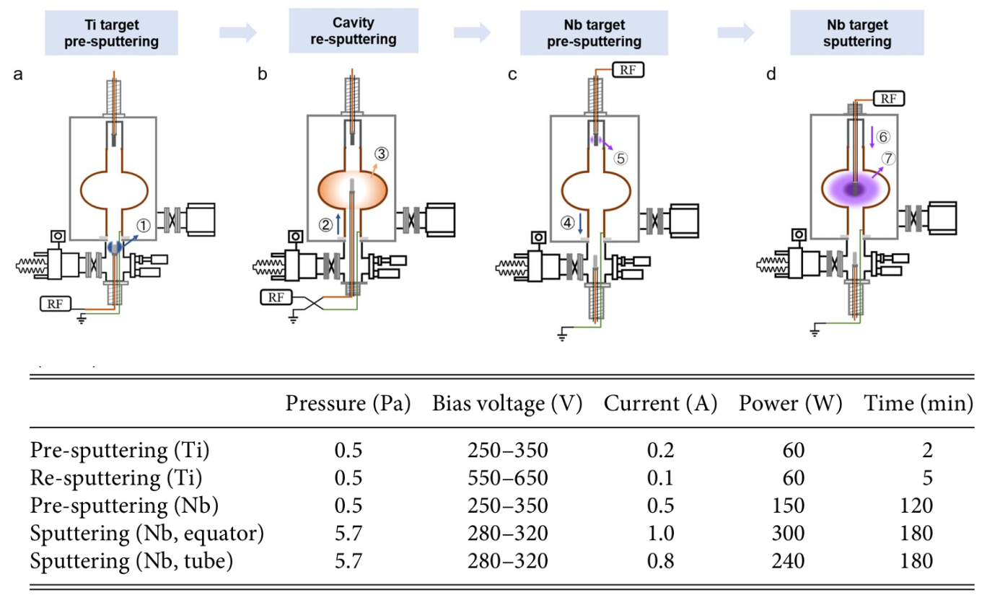 Ti target
pre-sputtering
Cavity
re-sputtering
Nb target
pre-sputtering
Nb target
sputtering
a
b
c
d
RF
RF
③
⑤
⑥
⑦
①
②
④
RF
RF
Pressure (Pa) Bias voltage (V) Current (A) Power (W) Time (min)
Pre-sputtering (Ti) 0.5 250–350 0.2 60 2
Re-sputtering (Ti) 0.5 550–650 0.1 60 5
Pre-sputtering (Nb) 0.5 250–350 0.5 150 120
Sputtering (Nb, equator) 5.7 280–320 1.0 300 180
Sputtering (Nb, tube) 5.7 280–320 0.8 240 180